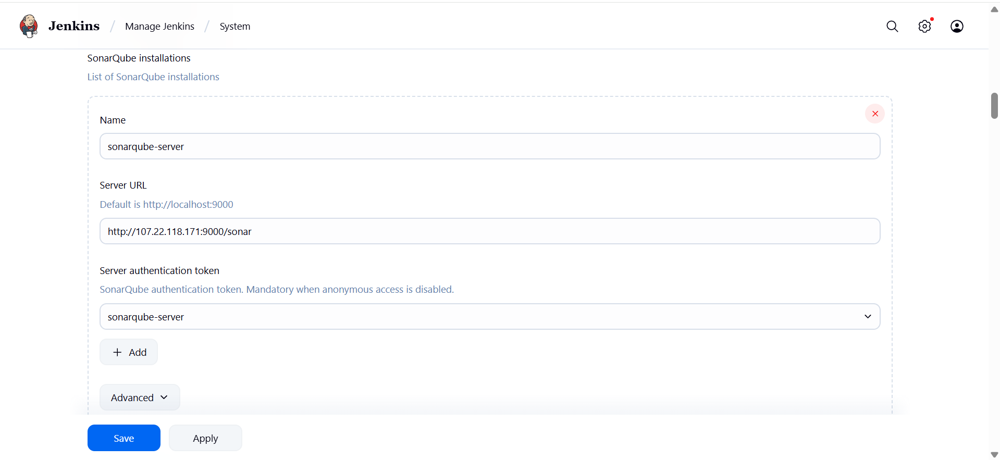 Jenkins / Manage Jenkins / System
SonarQube installations
List of SonarQube installations
Name
sonarqube-server
Server URL
Default is http://localhost:9000
http://107.22.118.171:9000/sonar
Server authentication token
SonarQube authentication token. Mandatory when anonymous access is disabled.
sonarqube-server
+ Add
Advanced
Save Apply